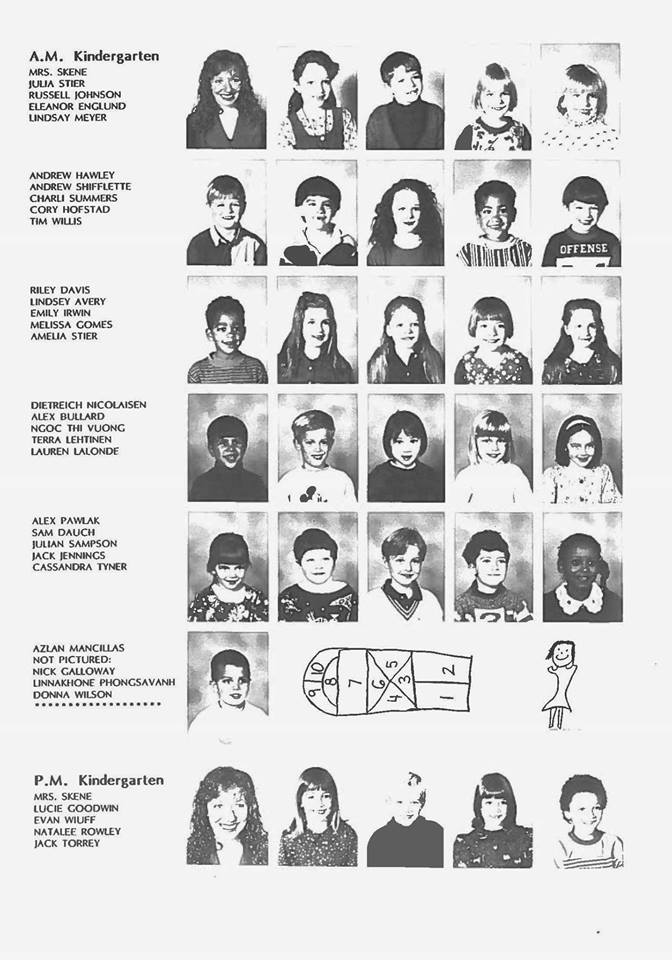 A.M. Kindergarten
MRS. SKENE
JULIA STIER
RUSSELL JOHNSON
ELEANOR ENGLUND
LINDSAY MEYER
ANDREW HAWLEY
ANDREW SHIFFLETTE
CHARLI SUMMERS
CORY HOFSTAD
TIM WILLIS
OFFENSE
RILEY DAVIS
LINDSEY AVERY
EMILY IRWIN
MELISSA GOMES
AMELIA STIER
DIETREICH NICOLAISEN
ALEX BULLARD
NGOC THI VUONG
TERRA LEHTINEN
LAUREN LALONDE
ALEX PAWLAK
SAM DAUCH
JULIAN SAMPSON
JACK JENNINGS
CASSANDRA TYNER
AZLAN MANCILLAS
NOT PICTURED:
NICK GALLOWAY
LINNAKHONE PHONGSAVANH
DONNA WILSON
*******************
10 9 8 7 6 5 4 3 2 1
P.M. Kindergarten
MRS. SKENE
LUCIE GOODWIN
EVAN WIUFF
NATALEE ROWLEY
JACK TORREY